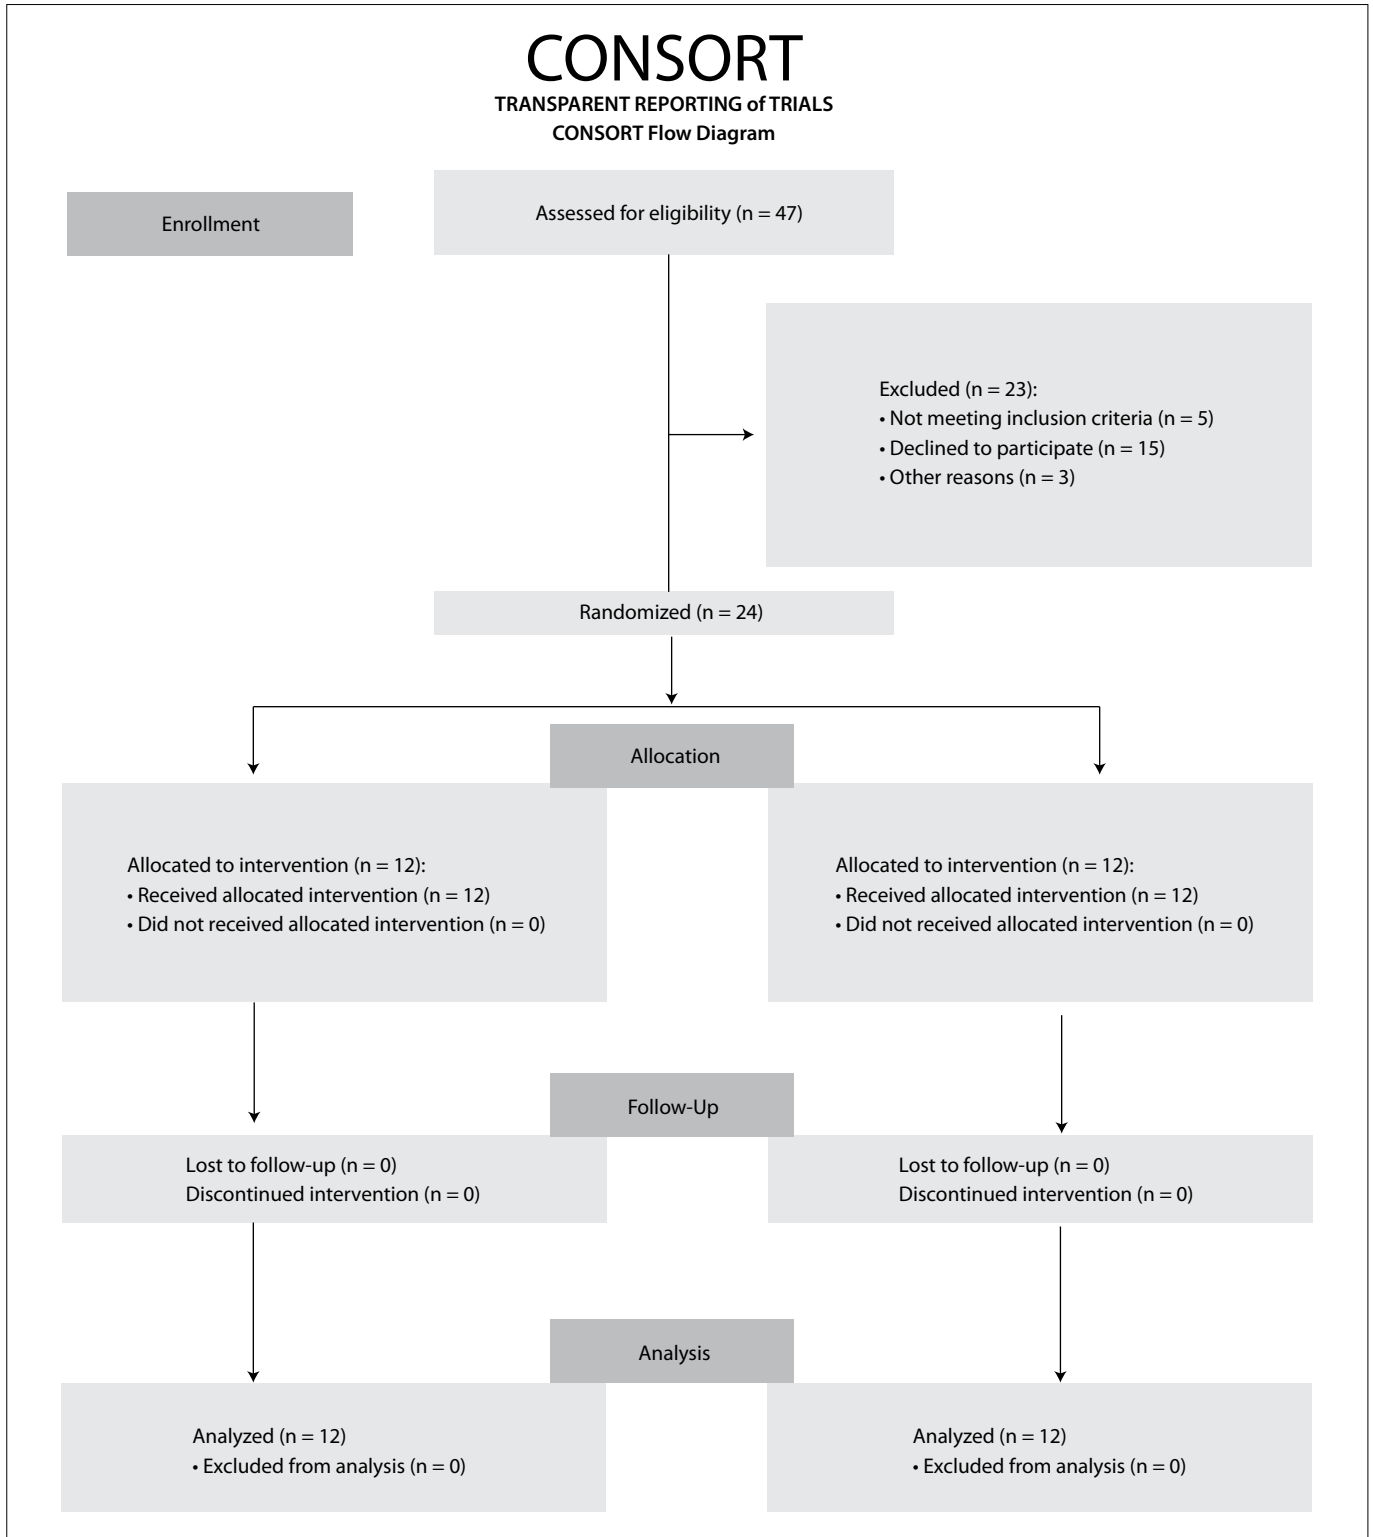 CONSORT
TRANSPARENT REPORTING of TRIALS
CONSORT Flow Diagram
Enrollment
Assessed for eligibility (n = 47)
Excluded (n = 23):
• Not meeting inclusion criteria (n = 5)
• Declined to participate (n = 15)
• Other reasons (n = 3)
Randomized (n = 24)
Allocation
Allocated to intervention (n = 12):
• Received allocated intervention (n = 12)
• Did not received allocated intervention (n = 0)
Allocated to intervention (n = 12):
• Received allocated intervention (n = 12)
• Did not received allocated intervention (n = 0)
Follow-Up
Lost to follow-up (n = 0)
Discontinued intervention (n = 0)
Lost to follow-up (n = 0)
Discontinued intervention (n = 0)
Analysis
Analyzed (n = 12)
• Excluded from analysis (n = 0)
Analyzed (n = 12)
• Excluded from analysis (n = 0)